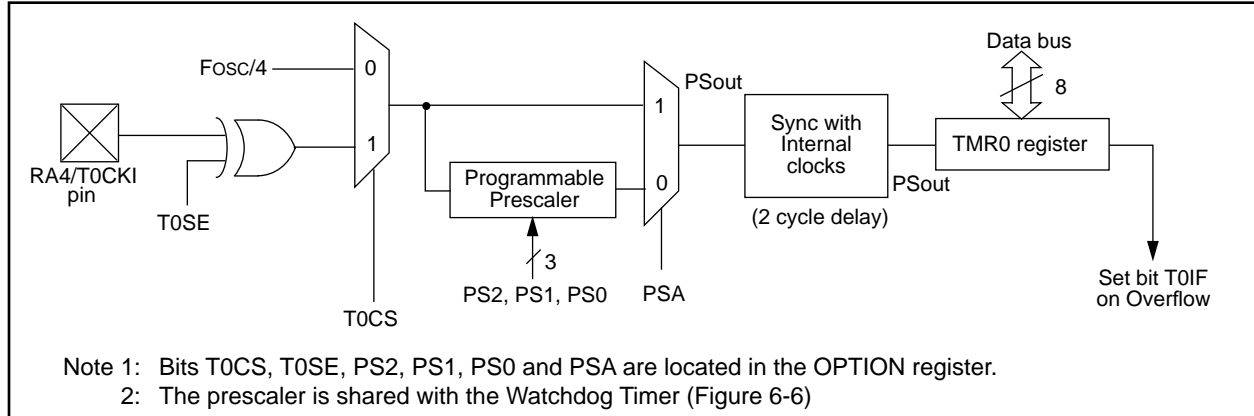 Data bus
8
FOSC/4
0
1
RA4/T0CKI
pin
T0SE
T0CS
Programmable
Prescaler
3
PS2, PS1, PS0
1
0
PSA
PSout
Sync with
Internal
clocks
(2 cycle delay)
PSout
TMR0 register
Set bit T0IF
on Overflow
Note 1: Bits T0CS, T0SE, PS2, PS1, PS0 and PSA are located in the OPTION register.
2: The prescaler is shared with the Watchdog Timer (Figure 6-6)